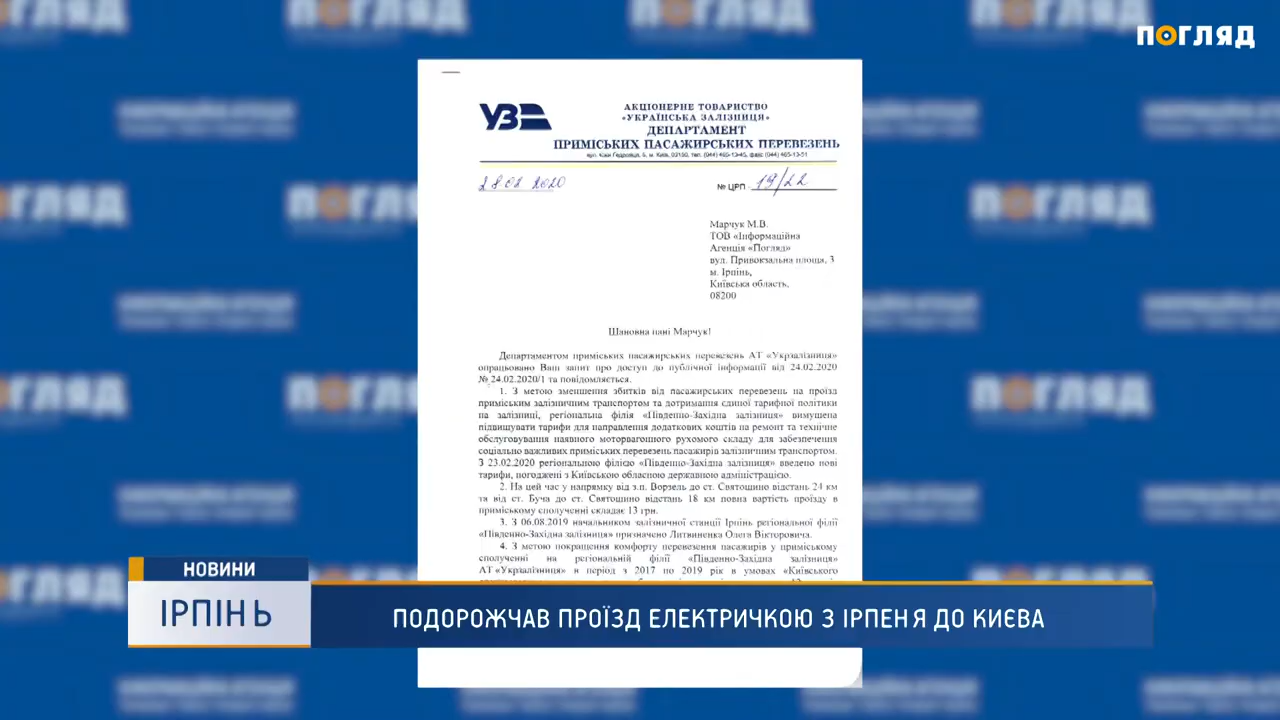 ПОГЛЯД
УЗ
АКЦІОНЕРНЕ ТОВАРИСТВО
«УКРАЇНСЬКА ЗАЛІЗНИЦЯ»
ДЕПАРТАМЕНТ
ПРИМІСЬКИХ ПАСАЖИРСЬКИХ ПЕРЕВЕЗЕНЬ
28.02 2020
№ ЦРП - 19/22
Марчук М.В.
ТОВ «Інформаційна
Агенція «Погляд»
вул. Привокзальна площа, 3
м. Ірпінь,
Київська область,
08200
Шановна пані Марчук!
Департаментом приміських пасажирських перевезень АТ «Укрзалізниця»
опрацьовано Ваш запит про доступ до публічної інформації від 24.02.2020
№ 24.02.2020/1 та повідомляється.
1. З метою зменшення збитків від пасажирських перевезень на проїзд
приміським залізничним транспортом та дотримання єдиної тарифної політики
на залізниці, регіональна філія «Південно-Західна залізниця» вимушена
підвищувати тарифи для направлення додаткових коштів на ремонт та технічне
обслуговування наявного моторвагонного рухомого складу для забезпечення
соціально важливих приміських перевезень пасажирів залізничним транспортом.
З 23.02.2020 регіональною філією «Південно-Західна залізниця» введено нові
тарифи, погоджені з Київською обласною державною адміністрацією.
2. На цей час у напрямку від з.п. Ворзель до ст. Святошино відстань 24 км
та від ст. Буча до ст. Святошино відстань 18 км повна вартість проїзду в
приміському сполученні складає 13 грн.
3. З 06.08.2019 начальником залізничної станції Ірпінь регіональної філії
«Південно-Західна залізниця» призначено Литвиненка Олега Вікторовича.
4. З метою покращення комфорту перевезення пасажирів у приміському
сполученні на регіональній філії «Південно-Західна залізниця»
АТ «Укрзалізниця» в період з 2017 по 2019 рік в умовах «Київського
НОВИНИ
ІРПІНЬ
ПОДОРОЖЧАВ ПРОЇЗД ЕЛЕКТРИЧКОЮ З ІРПЕНЯ ДО КИЄВА